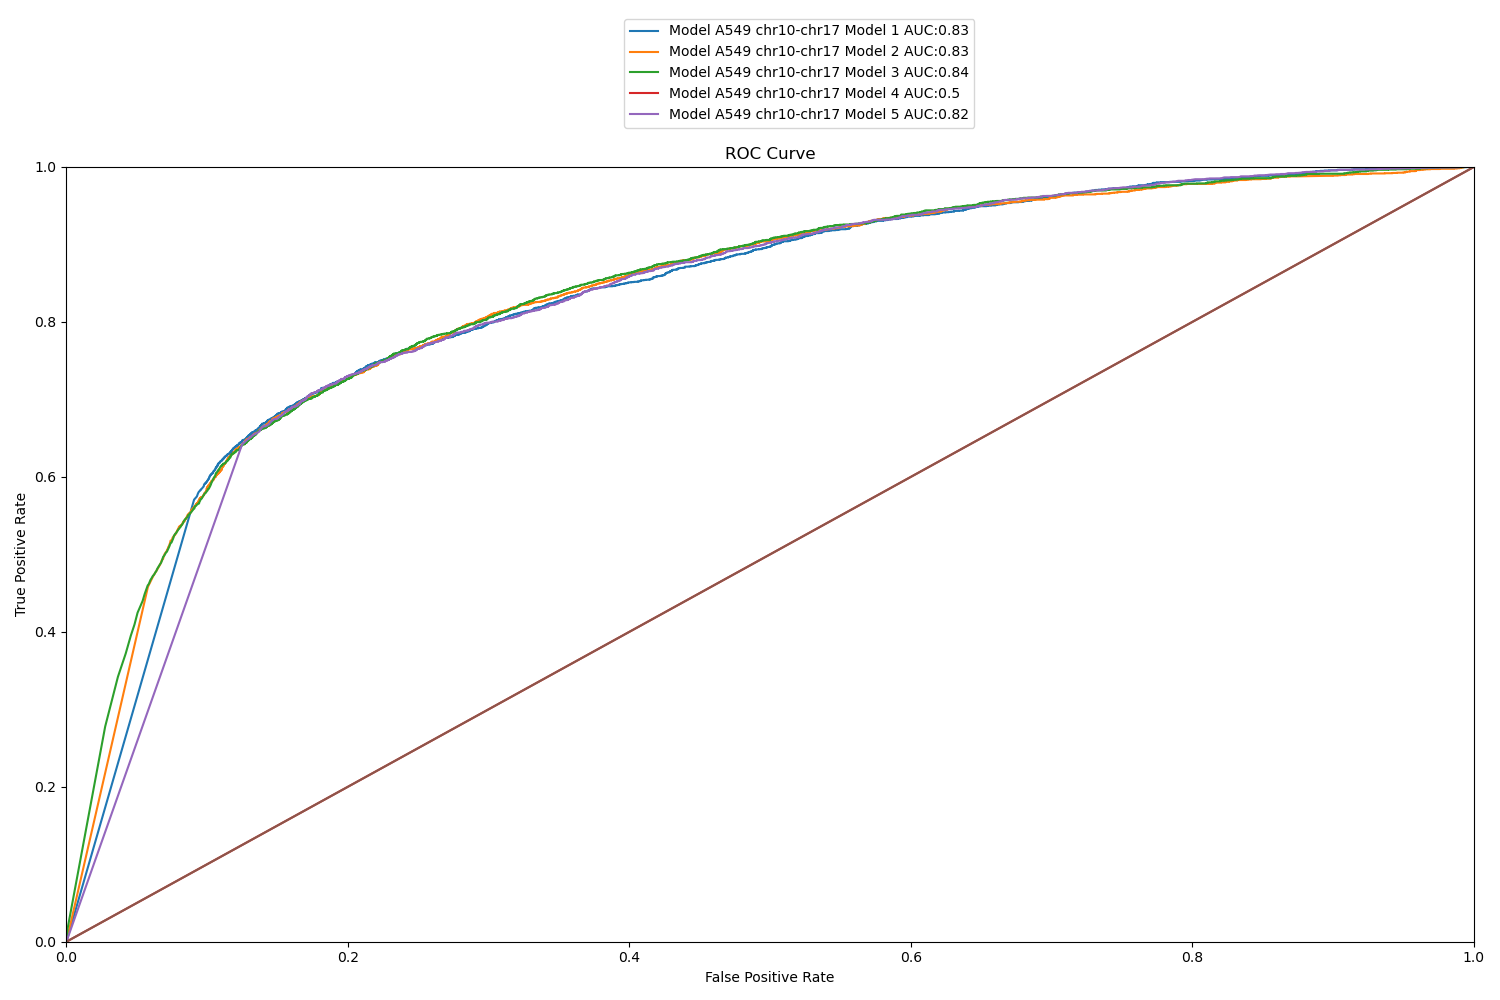 Model A549 chr10-chr17 Model 1 AUC:0.83
Model A549 chr10-chr17 Model 2 AUC:0.83
Model A549 chr10-chr17 Model 3 AUC:0.84
Model A549 chr10-chr17 Model 4 AUC:0.5
Model A549 chr10-chr17 Model 5 AUC:0.82
ROC Curve
True Positive Rate
1.0
0.8
0.6
0.4
0.2
0.0
0.0 0.2 0.4 0.6 0.8 1.0
False Positive Rate